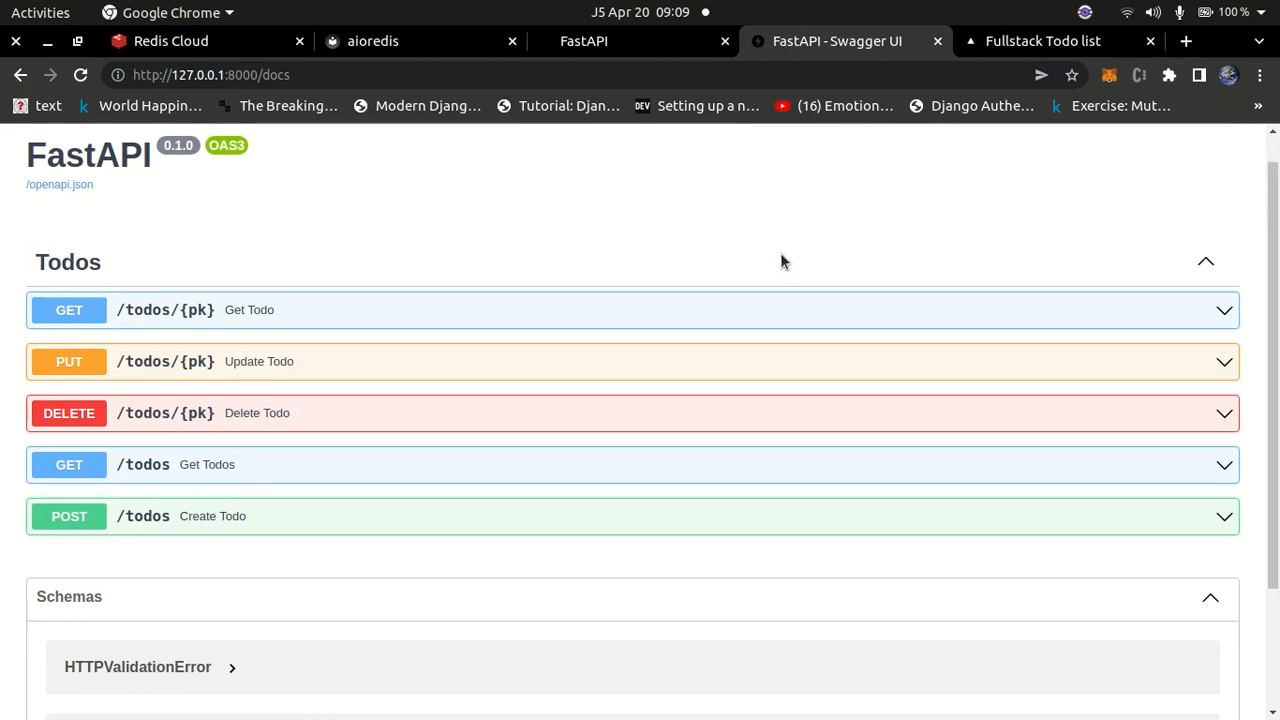 Activities Google Chrome J5 Apr 20 09:09 100 %
Redis Cloud aioredis FastAPI FastAPI - Swagger UI Fullstack Todo list
http://127.0.0.1:8000/docs
text World Happin... The Breaking... Modern Djang... Tutorial: Djan... DEV Setting up a n... (16) Emotion... Django Authe... Exercise: Mut... »
FastAPI 0.1.0 OAS3
/openapi.json
Todos
GET /todos/{pk} Get Todo
PUT /todos/{pk} Update Todo
DELETE /todos/{pk} Delete Todo
GET /todos Get Todos
POST /todos Create Todo
Schemas
HTTPValidationError